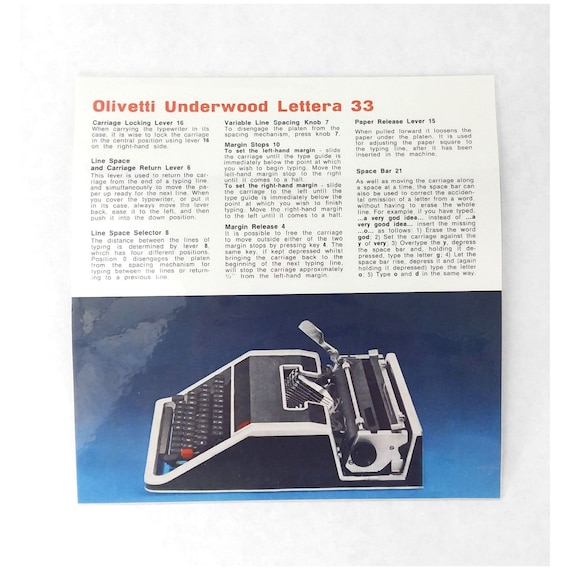 Olivetti Underwood Lettera 33
Carriage Locking Lever 16
When carrying the typewriter in its
case, it is wise to lock the carriage
in the central position using lever 16
on the right-hand side.
Line Space
and Carriage Return Lever 6
This lever is used to return the car-
riage from the end of a typing line,
and simultaneously to move the pa-
per up ready for the next line. When
you cover the typewriter, or put it
in its case, always move the lever
back, ease it to the left, and then
push it down into position.
Line Space Selector 8
The distance between the lines of
typing is determined by lever 8,
which has four different positions.
Position 0 disengages the platen
from the spacing mechanism for
typing between the lines or return-
ing to a previous line.
Variable Line Spacing Knob 7
To disengage the platen from the
spacing mechanism, press knob 7.
Margin Stops 10
To set the left-hand margin - slide
the carriage until the type guide is
immediately below the point at which
you wish to begin typing. Move the
left-hand margin stop to the right
until it comes to a halt.
To set the right-hand margin - slide
the carriage to the left until the
type guide is immediately below the
point at which you wish to finish
typing. Move the right-hand margin
to the left until it comes to a halt.
Margin Release 4
It is possible to free the carriage
to move outside either of the two
margin stops by pressing key 4. The
same key, if kept depressed whilst
bringing the carriage back to the
beginning of the next typing line,
will stop the carriage approximately
from the left-hand margin.
Paper Release Lever 15
When pulled forward it loosens the
paper under the platen. It is used
for adjusting the paper square to
the typing line, after it has been
inserted in the machine.
Space Bar 21
As well as moving the carriage along
a space at a time, the space bar can
be used to correct the acciden-
tal omission of a letter from a word,
without having to erase the whole
line. For example: If you have typed,
...a very god idea... instead of ...a
very good idea... insert the missing
...o... as follows: 1) Erase the word
god; 2) Set the carriage against the
y of very; 3) Overtype the y, depress
the space bar and, holding it de-
pressed, type the letter g; 4) Let the
space bar rise, depress it and (again
holding it depressed) type the letter
o; 5) Type o and d in the same way.